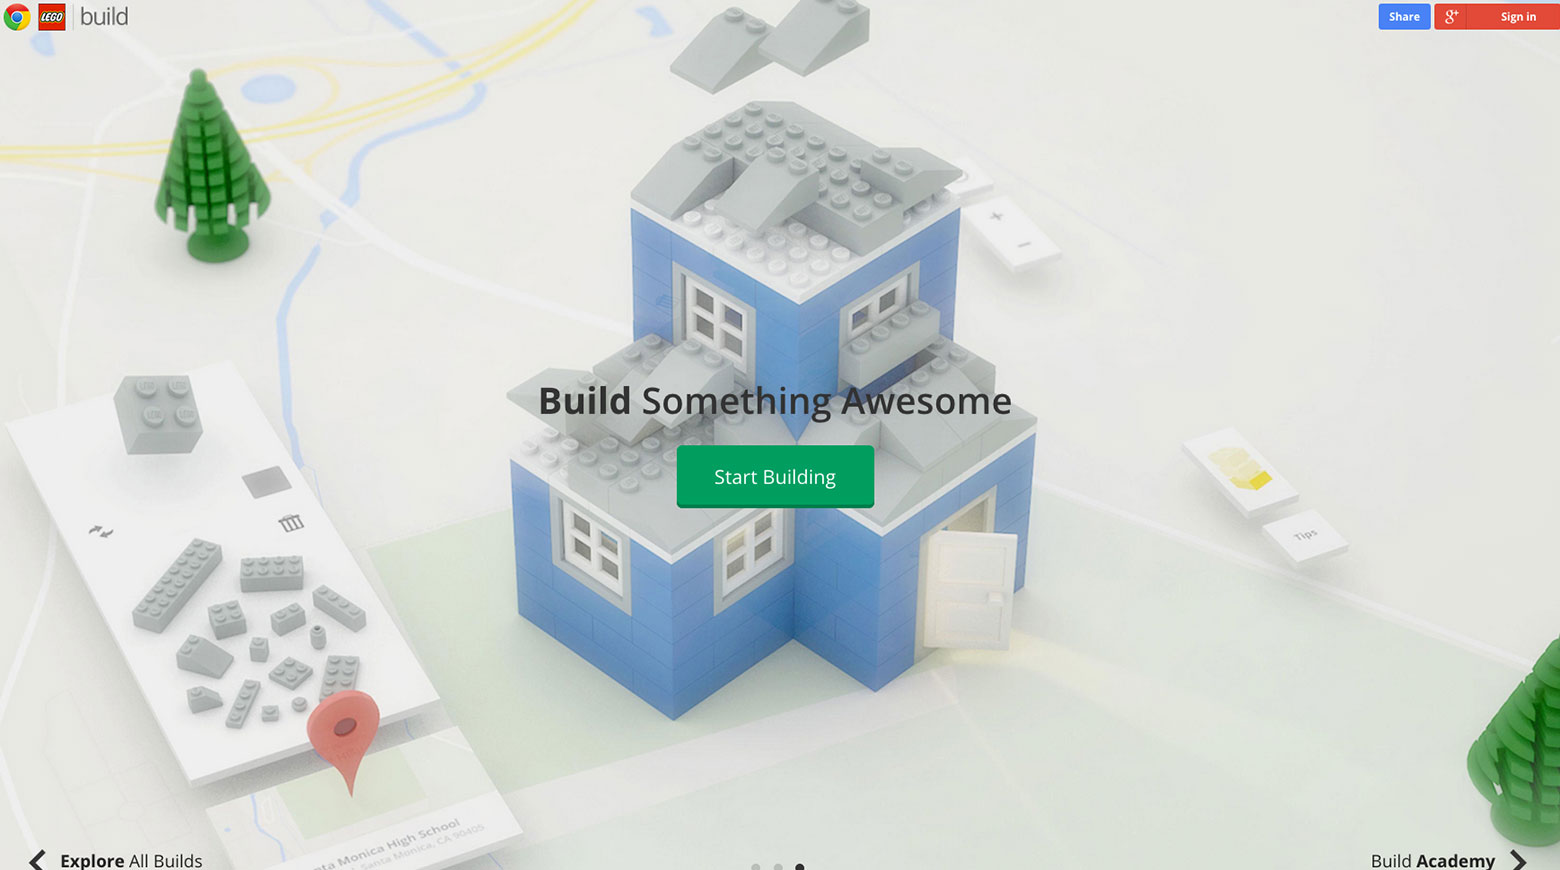 LEGO build
Share
g+ Sign in
+
−
Build Something Awesome
Start Building
Tips
Monica High School
Santa Monica, CA 90405
Explore All Builds
Build Academy